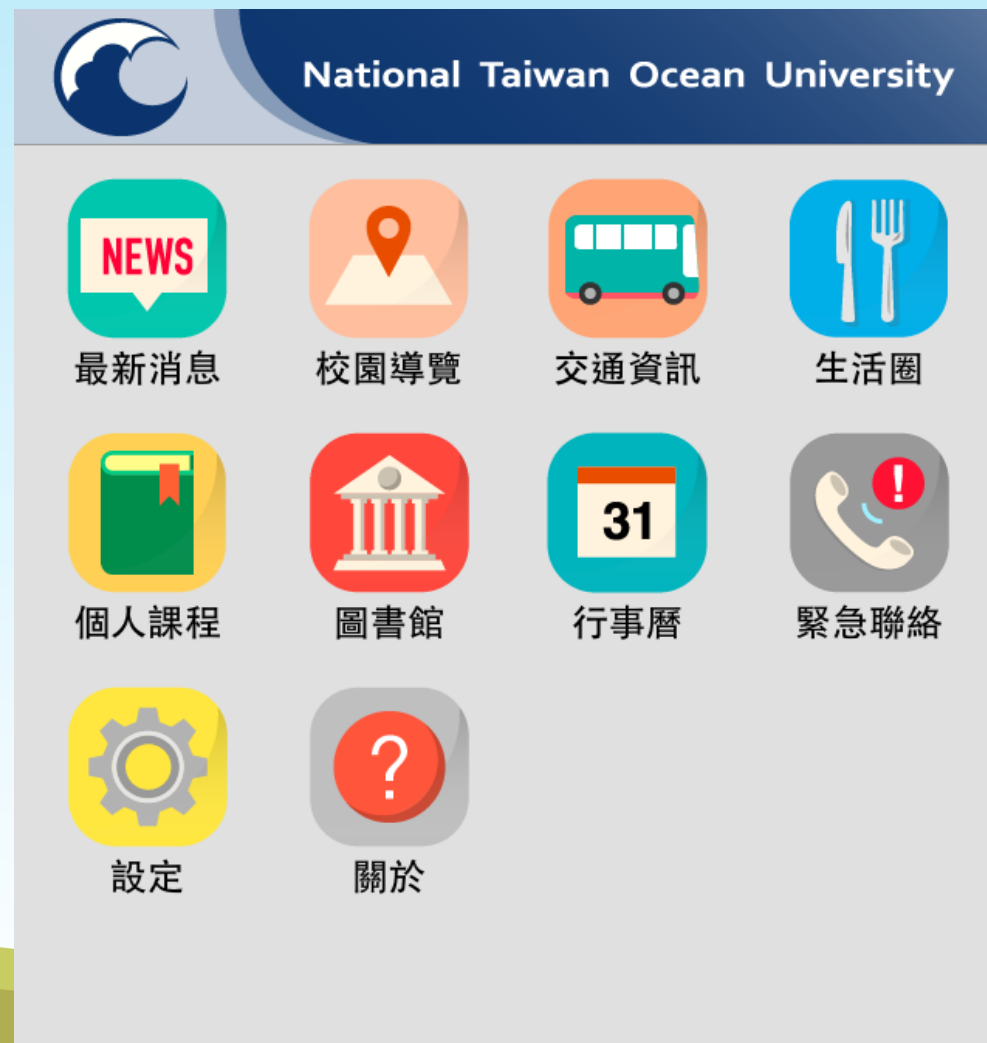 National Taiwan Ocean University
NEWS
最新消息
校園導覽
交通資訊
生活圈
31
!
個人課程
圖書館
行事曆
緊急聯絡
?
設定
關於